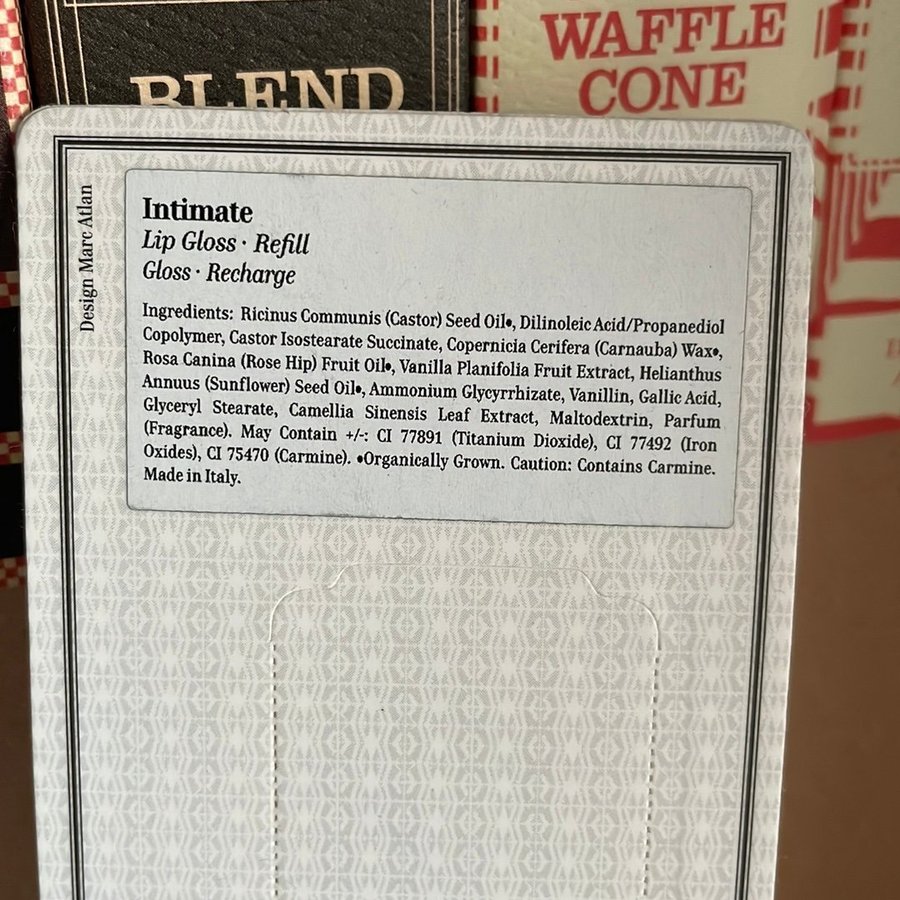 BLEND
WAFFLE
CONE
Design Marc Atlan
Intimate
Lip Gloss · Refill
Gloss · Recharge
Ingredients: Ricinus Communis (Castor) Seed Oil•, Dilinoleic Acid/Propanediol
Copolymer, Castor Isostearate Succinate, Copernicia Cerifera (Carnauba) Wax•,
Rosa Canina (Rose Hip) Fruit Oil•, Vanilla Planifolia Fruit Extract, Helianthus
Annuus (Sunflower) Seed Oil•, Ammonium Glycyrrhizate, Vanillin, Gallic Acid,
Glyceryl Stearate, Camellia Sinensis Leaf Extract, Maltodextrin, Parfum
(Fragrance). May Contain +/-: CI 77891 (Titanium Dioxide), CI 77492 (Iron
Oxides), CI 75470 (Carmine). •Organically Grown. Caution: Contains Carmine.
Made in Italy.